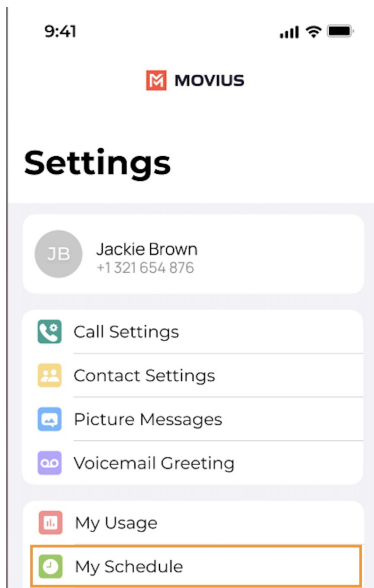 9:41
MOVIUS
Settings
JB
Jackie Brown
+1 321 654 876
Call Settings
Contact Settings
Picture Messages
Voicemail Greeting
My Usage
My Schedule